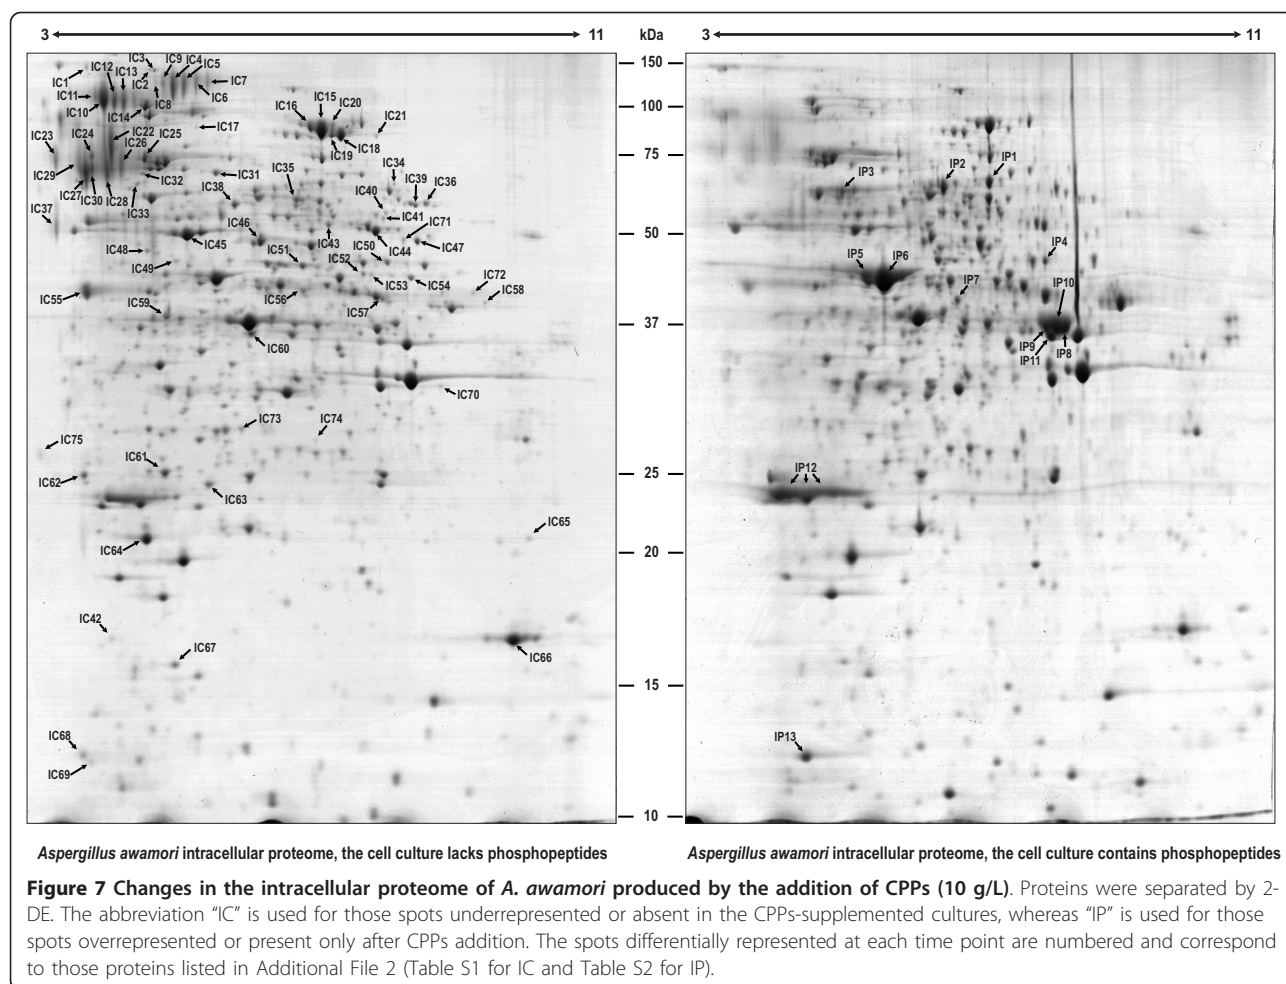 3 11 kDa 3 11
150
100
75
50
37
25
20
15
10
IC3 IC9 IC4 IC5
IC12 IC13 IC2 IC7
IC1
IC11 IC8 IC6
IC10 IC14
IC16 IC15 IC20
IC21
IC17
IC23 IC24 IC22 IC25
IC26
IC19 IC18
IC29
IC27 IC30 IC28 IC33 IC32 IC31
IC35 IC34
IC38 IC40 IC39 IC36
IC37
IC41
IC46 IC71
IC48 IC45 IC51 IC43 IC50 IC44 IC47
IC49 IC52
IC55 IC59 IC56 IC53 IC54 IC72
IC58
IC57
IC60
IC70
IC73 IC74
IC75
IC61
IC62
IC63
IC65
IC64
IC42
IC67
IC66
IC68
IC69
IP3 IP2 IP1
IP5 IP6 IP4
IP7 IP10
IP9 IP8
IP11
IP12
IP13
Aspergillus awamori intracellular proteome, the cell culture lacks phosphopeptides
Aspergillus awamori intracellular proteome, the cell culture contains phosphopeptides
Figure 7 Changes in the intracellular proteome of A. awamori produced by the addition of CPPs (10 g/L). Proteins were separated by 2-
DE. The abbreviation “IC” is used for those spots underrepresented or absent in the CPPs-supplemented cultures, whereas “IP” is used for those
spots overrepresented or present only after CPPs addition. The spots differentially represented at each time point are numbered and correspond
to those proteins listed in Additional File 2 (Table S1 for IC and Table S2 for IP).